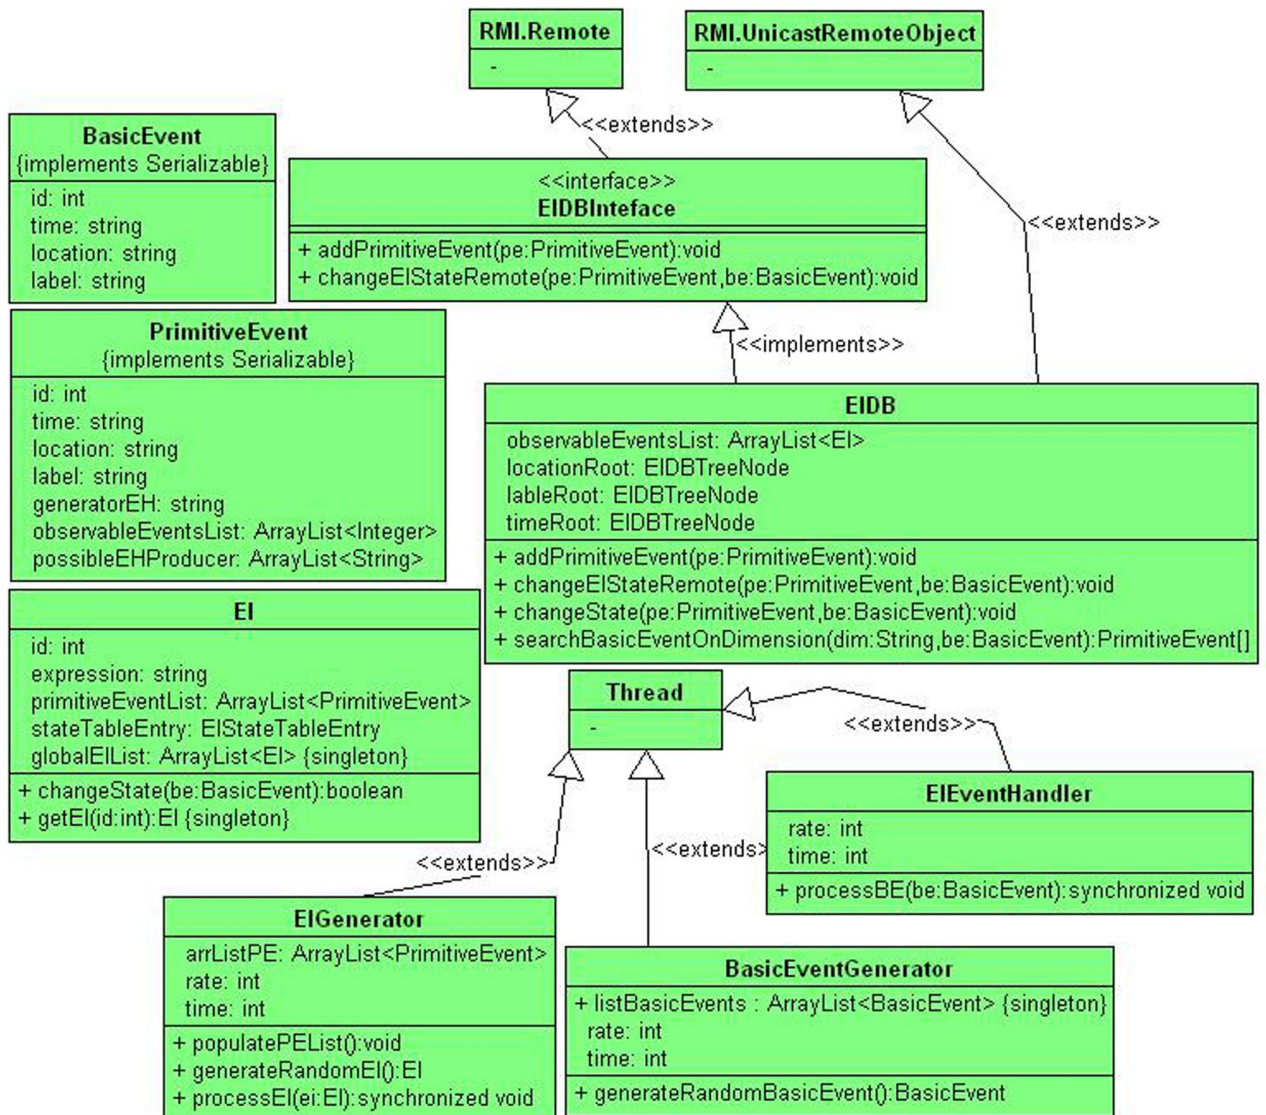 RMI.Remote
-
RMI.UnicastRemoteObject
-
<<extends>>
BasicEvent
{implements Serializable}
id: int
time: string
location: string
label: string
<<interface>>
EIDBInteface
+ addPrimitiveEvent(pe:PrimitiveEvent):void
+ changeEIStateRemote(pe:PrimitiveEvent,be:BasicEvent):void
<<extends>>
PrimitiveEvent
{implements Serializable}
id: int
time: string
location: string
label: string
generatorEH: string
observableEventsList: ArrayList<Integer>
possibleEHProducer: ArrayList<String>
<<implements>>
EIDB
observableEventsList: ArrayList<EI>
locationRoot: EIDBTreeNode
lableRoot: EIDBTreeNode
timeRoot: EIDBTreeNode
+ addPrimitiveEvent(pe:PrimitiveEvent):void
+ changeEIStateRemote(pe:PrimitiveEvent,be:BasicEvent):void
+ changeState(pe:PrimitiveEvent,be:BasicEvent):void
+ searchBasicEventOnDimension(dim:String,be:BasicEvent):PrimitiveEvent[]
EI
id: int
expression: string
primitiveEventList: ArrayList<PrimitiveEvent>
stateTableEntry: EIStateTableEntry
globalEIList: ArrayList<EI> {singleton}
+ changeState(be:BasicEvent):boolean
+ getEI(id:int):EI {singleton}
Thread
-
<<extends>>
EIEventHandler
rate: int
time: int
+ processBE(be:BasicEvent):synchronized void
<<extends>>
<<extends>
EIGenerator
arrListPE: ArrayList<PrimitiveEvent>
rate: int
time: int
+ populatePEList():void
+ generateRandomEI():EI
+ processEI(ei:EI):synchronized void
BasicEventGenerator
+ listBasicEvents : ArrayList<BasicEvent> {singleton}
rate: int
time: int
+ generateRandomBasicEvent():BasicEvent